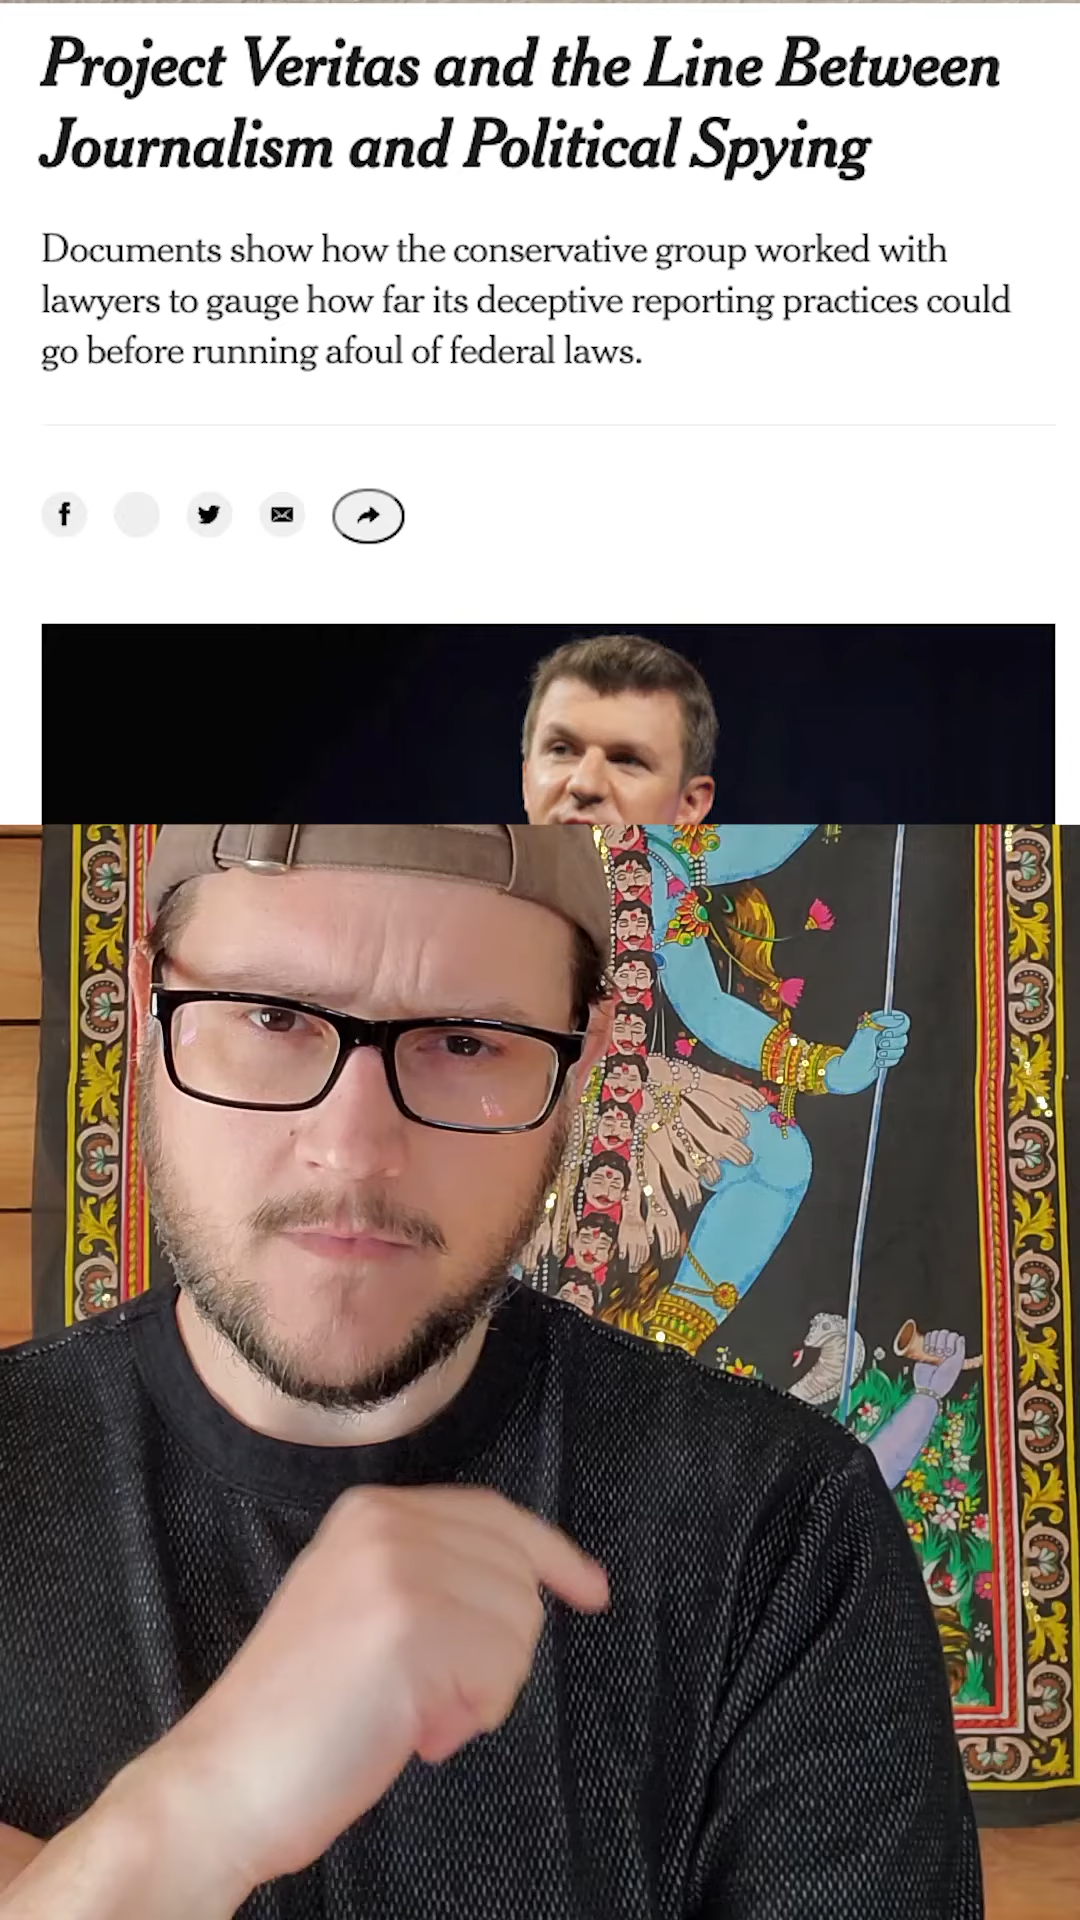 Project Veritas and the Line Between
Journalism and Political Spying
Documents show how the conservative group worked with
lawyers to gauge how far its deceptive reporting practices could
go before running afoul of federal laws.